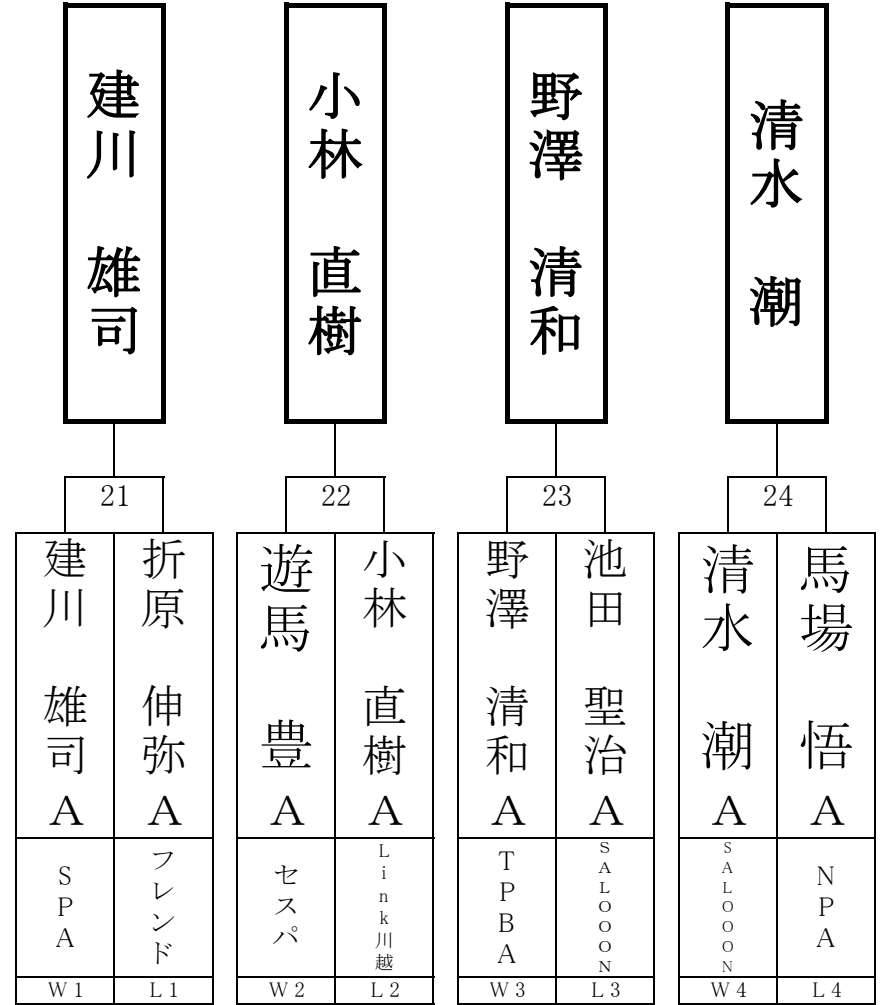 建川 雄司
小林 直樹
野澤 清和
清水 潮
21
22
23
24
建川 雄司 A
折原 伸弥 A
遊馬 豊 A
小林 直樹 A
野澤 清和 A
池田 聖治 A
清水 潮 A
馬場 悟 A
SPA
フレンド
セスパ
Link川越
TPBA
SALOOON
SALOOON
NPA
W1
L1
W2
L2
W3
L3
W4
L4